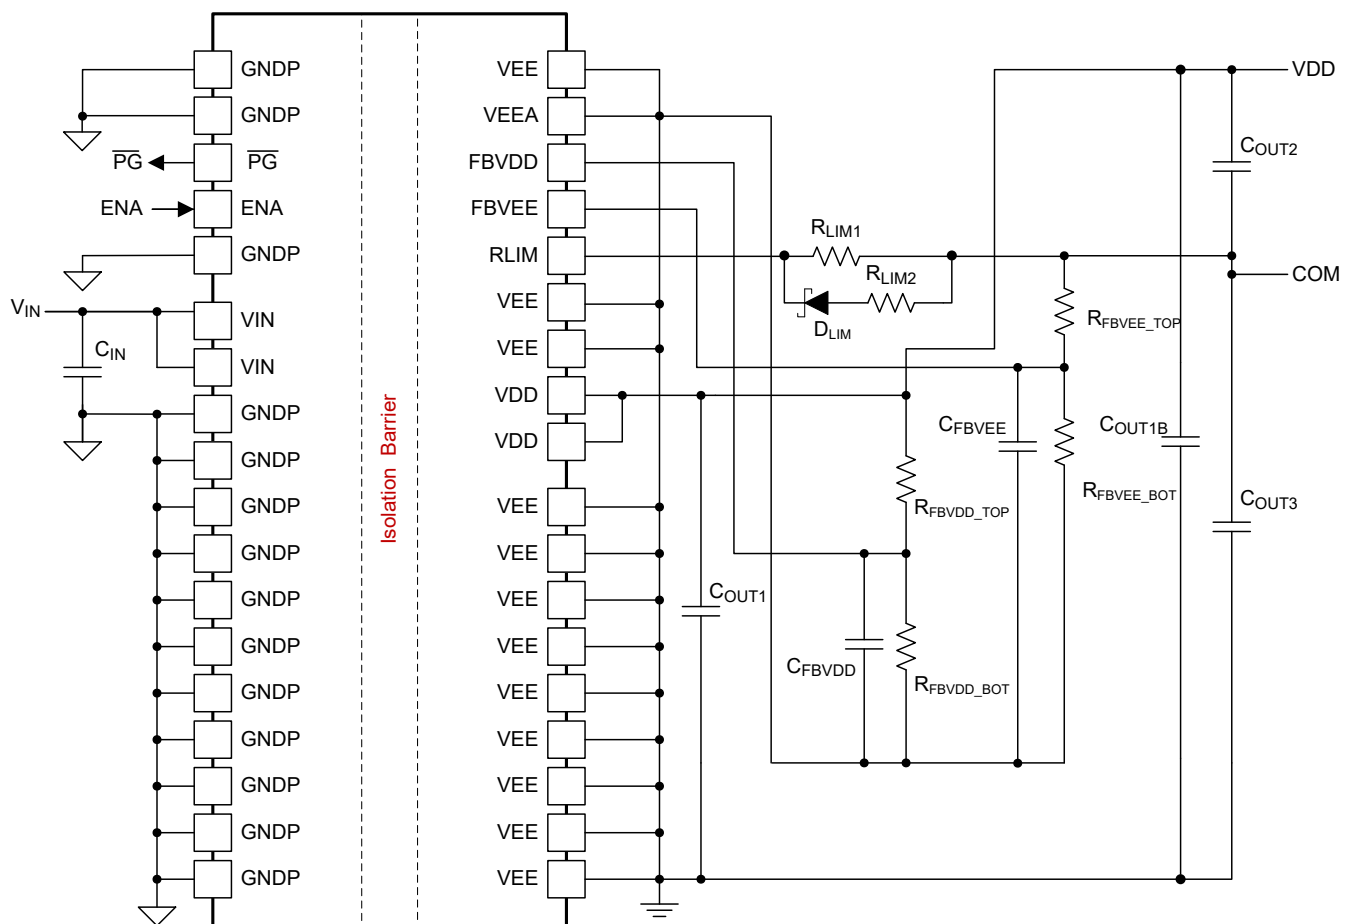 GNDP
GNDP
PG
PG
ENA
ENA
GNDP
VIN
VIN
CIN
VIN
GNDP
GNDP
GNDP
GNDP
GNDP
GNDP
GNDP
GNDP
GNDP
GNDP
GNDP
Isolation Barrier
VEE
VEEA
FBVDD
FBVEE
RLIM
VEE
VEE
VDD
VDD
VEE
VEE
VEE
VEE
VEE
VEE
VEE
VEE
VEE
RLIM1
RLIM2
DLIM
COUT1
RFBVDD_TOP
CFBVDD
RFBVDD_BOT
CFBVEE
RFBVEE_TOP
RFBVEE_BOT
COUT1B
VDD
COUT2
COM
COUT3